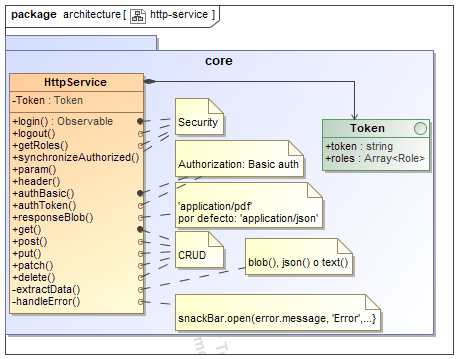 package architecture [ http-service ]
core
HttpService
-Token : Token
+login() : Observable
+logout()
+getRoles()
+synchronizeAuthorized()
+param()
+header()
+authBasic()
+authToken()
+responseBlob()
+get()
+post()
+put()
+patch()
+delete()
-extractData()
-handleError()
Security
Authorization: Basic auth
'application/pdf'
por defecto: 'application/json'
CRUD
blob(), json() o text()
snackBar.open(error.message, 'Error',...}
Token
+token : string
+roles : Array<Role>